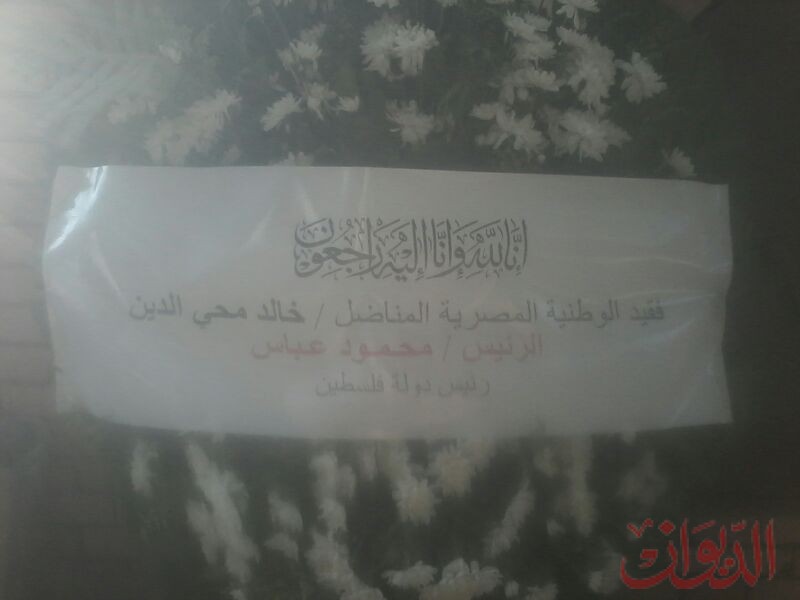 إنا لله وإنا إليه راجعون
فقيد الوطنية المصرية المناضل / خالد محي الدين
الرئيس / محمود عباس
رئيس دولة فلسطين
الديوان